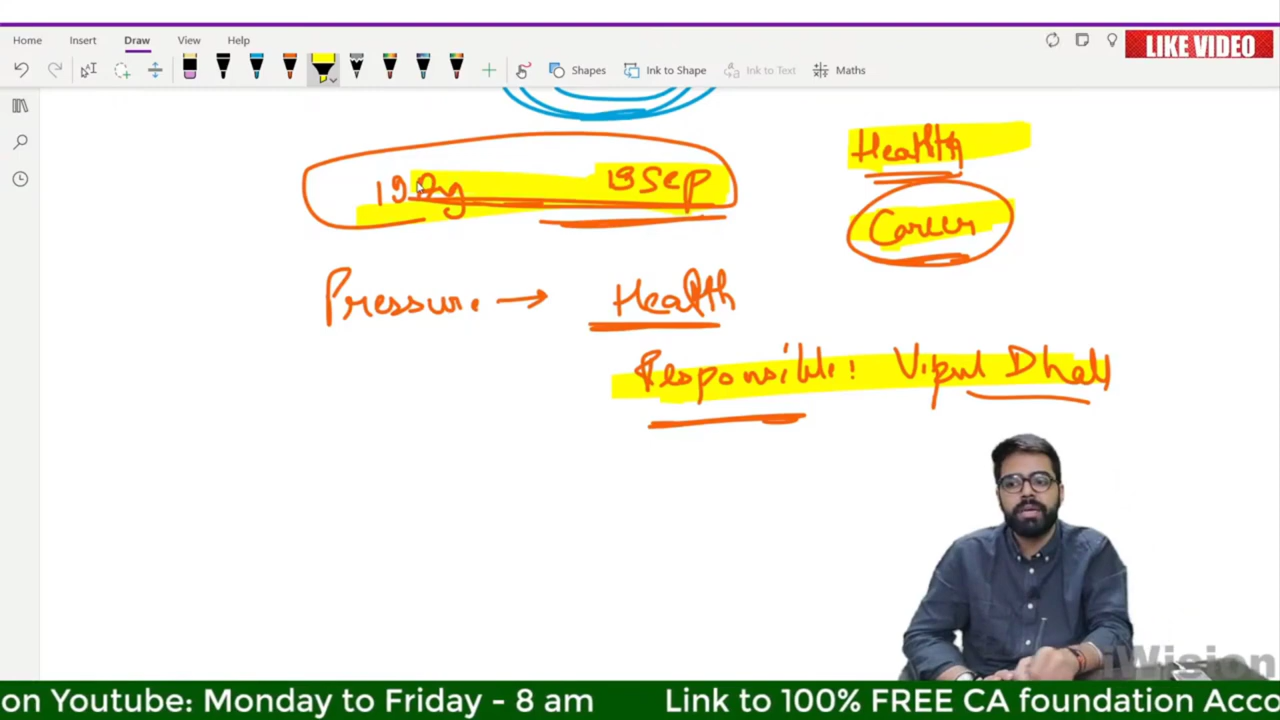 Home Insert Draw View Help
LIKE VIDEO
Shapes Ink to Shape Ink to Text Maths
Health
19 19 Sep
Career
Pressure → Health
Responsible: Vipul Dhall
iWision
on Youtube: Monday to Friday - 8 am Link to 100% FREE CA foundation Acco